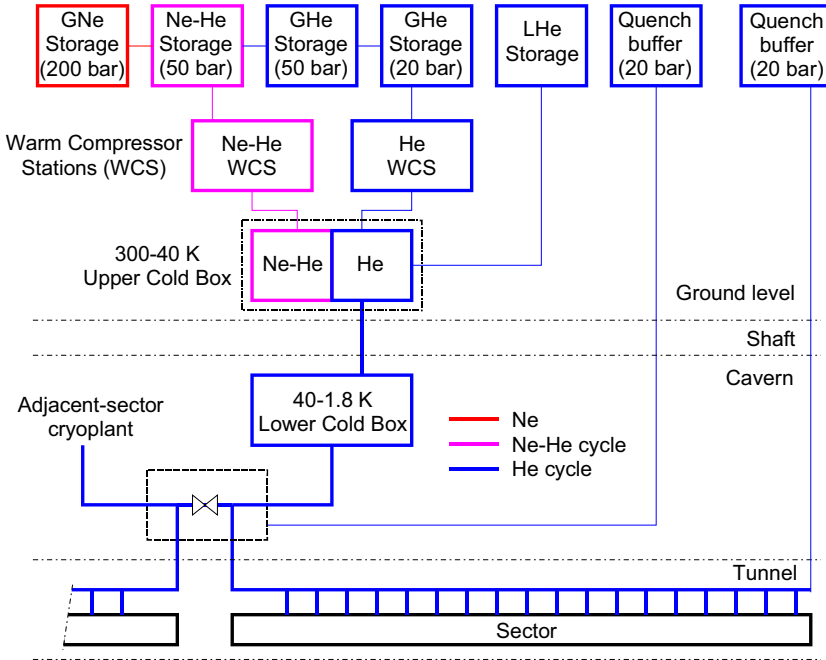 GNe
Storage
(200 bar)
Ne-He
Storage
(50 bar)
GHe
Storage
(50 bar)
GHe
Storage
(20 bar)
LHe
Storage
Quench
buffer
(20 bar)
Quench
buffer
(20 bar)
Warm Compressor
Stations (WCS)
Ne-He
WCS
He
WCS
300-40 K
Upper Cold Box
Ne-He
He
Ground level
Shaft
Cavern
Adjacent-sector
cryoplant
40-1.8 K
Lower Cold Box
Ne
Ne-He cycle
He cycle
Tunnel
Sector